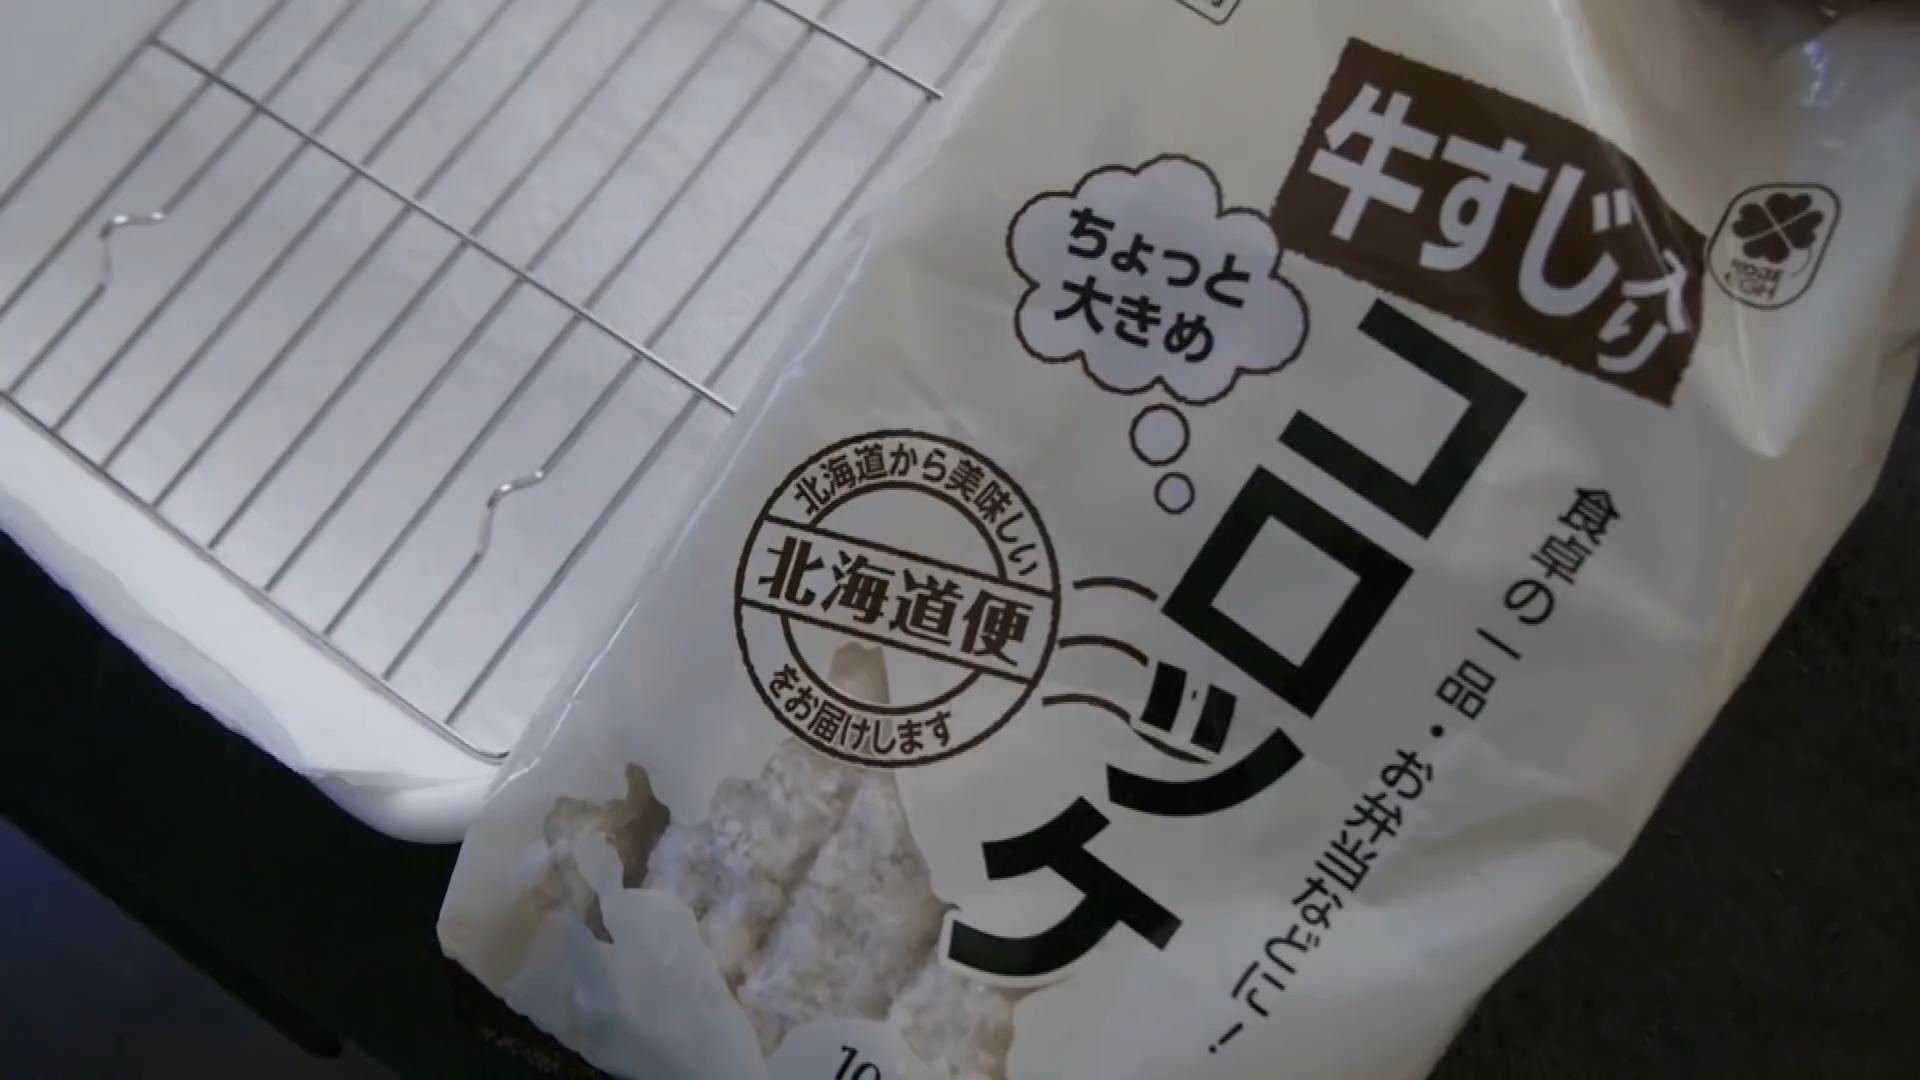 牛すじ入り
ちょっと
大きめ
コロッケ
食卓の一品・お弁当などに!
北海道から美味しい
北海道便
をお届けします
10